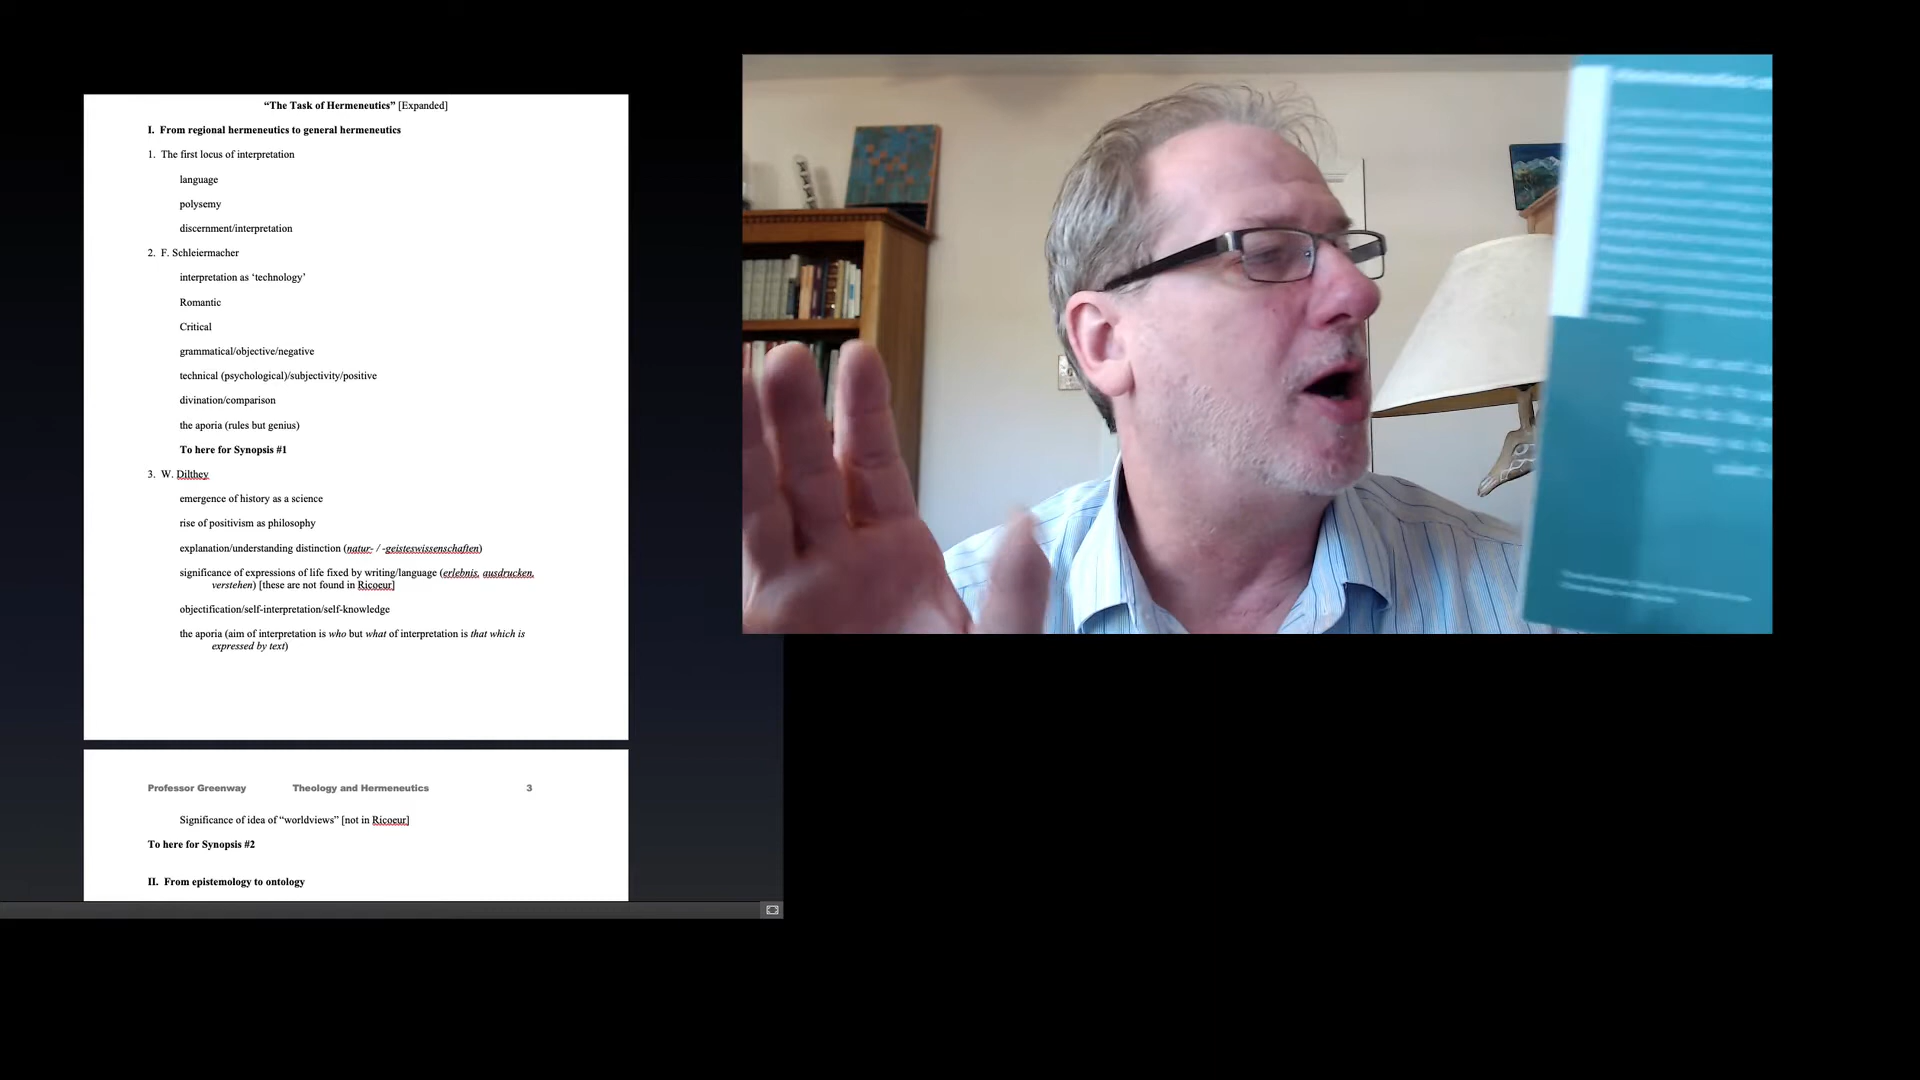 “The Task of Hermeneutics” [Expanded]
I. From regional hermeneutics to general hermeneutics
1. The first locus of interpretation
language
polysemy
discernment/interpretation
2. F. Schleiermacher
interpretation as ‘technology’
Romantic
Critical
grammatical/objective/negative
technical (psychological)/subjectivity/positive
divination/comparison
the aporia (rules but genius)
To here for Synopsis #1
3. W. Dilthey
emergence of history as a science
rise of positivism as philosophy
explanation/understanding distinction (natur- / -geisteswissenschaften)
significance of expressions of life fixed by writing/language (erlebnis, ausdrucken,
verstehen) [these are not found in Ricoeur]
objectification/self-interpretation/self-knowledge
the aporia (aim of interpretation is who but what of interpretation is that which is
expressed by text)
Professor Greenway Theology and Hermeneutics 3
Significance of idea of “worldviews” [not in Ricoeur]
To here for Synopsis #2
II. From epistemology to ontology